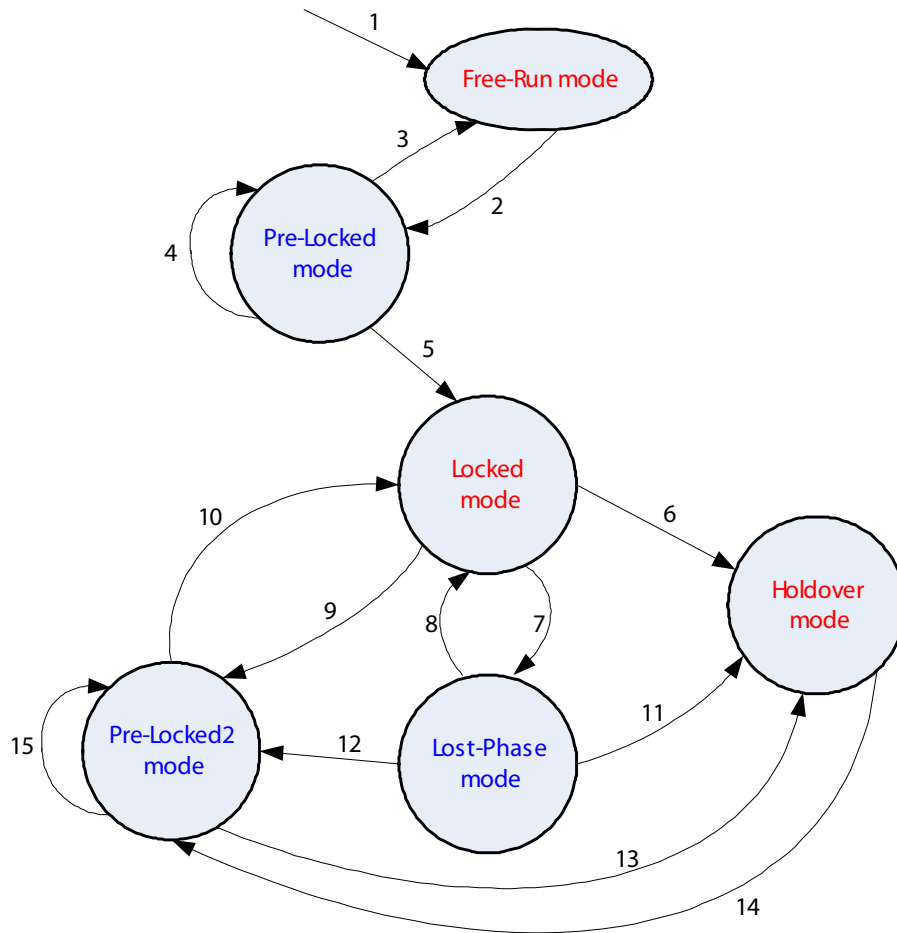 1
Free-Run mode
3
2
Pre-Locked
mode
4
5
Locked
mode
10
6
Holdover
mode
9
8
7
11
Pre-Locked2
mode
15
12
Lost-Phase
mode
13
14